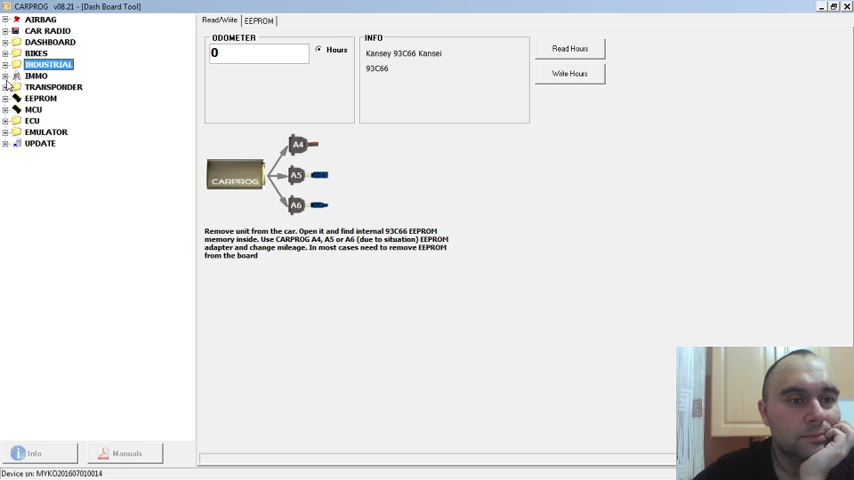 CARPROG v08.21 - [Dash Board Tool]
AIRBAG
CAR RADIO
DASHBOARD
BIKES
INDUSTRIAL
IMMO
TRANSPONDER
EEPROM
MCU
ECU
EMULATOR
UPDATE
Read/Write
EEPROM
ODOMETER
0
Hours
INFO
Kansey 93C66 Kansei
93C66
Read Hours
Write Hours
CARPROG
A4
A5
A6
Remove unit from the car. Open it and find internal 93C66 EEPROM
memory inside. Use CARPROG A4, A5 or A6 (due to situation) EEPROM
adapter and change mileage. In most cases need to remove EEPROM
from the board
Info
Manuals
Device sn: MYKO201607010014